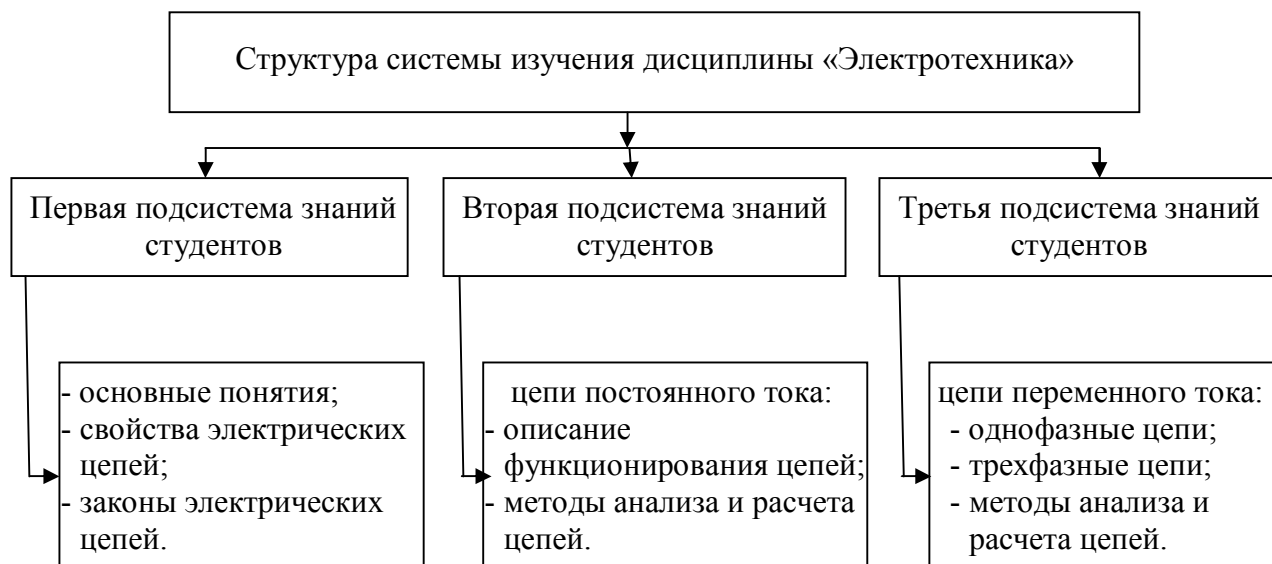 Структура системы изучения дисциплины «Электротехника»
Первая подсистема знаний
студентов
Вторая подсистема знаний
студентов
Третья подсистема знаний
студентов
- основные понятия;
- свойства электрических
цепей;
- законы электрических
цепей.
цепи постоянного тока:
- описание
функционирования цепей;
- методы анализа и расчета
цепей.
цепи переменного тока:
- однофазные цепи;
- трехфазные цепи;
- методы анализа и
расчета цепей.